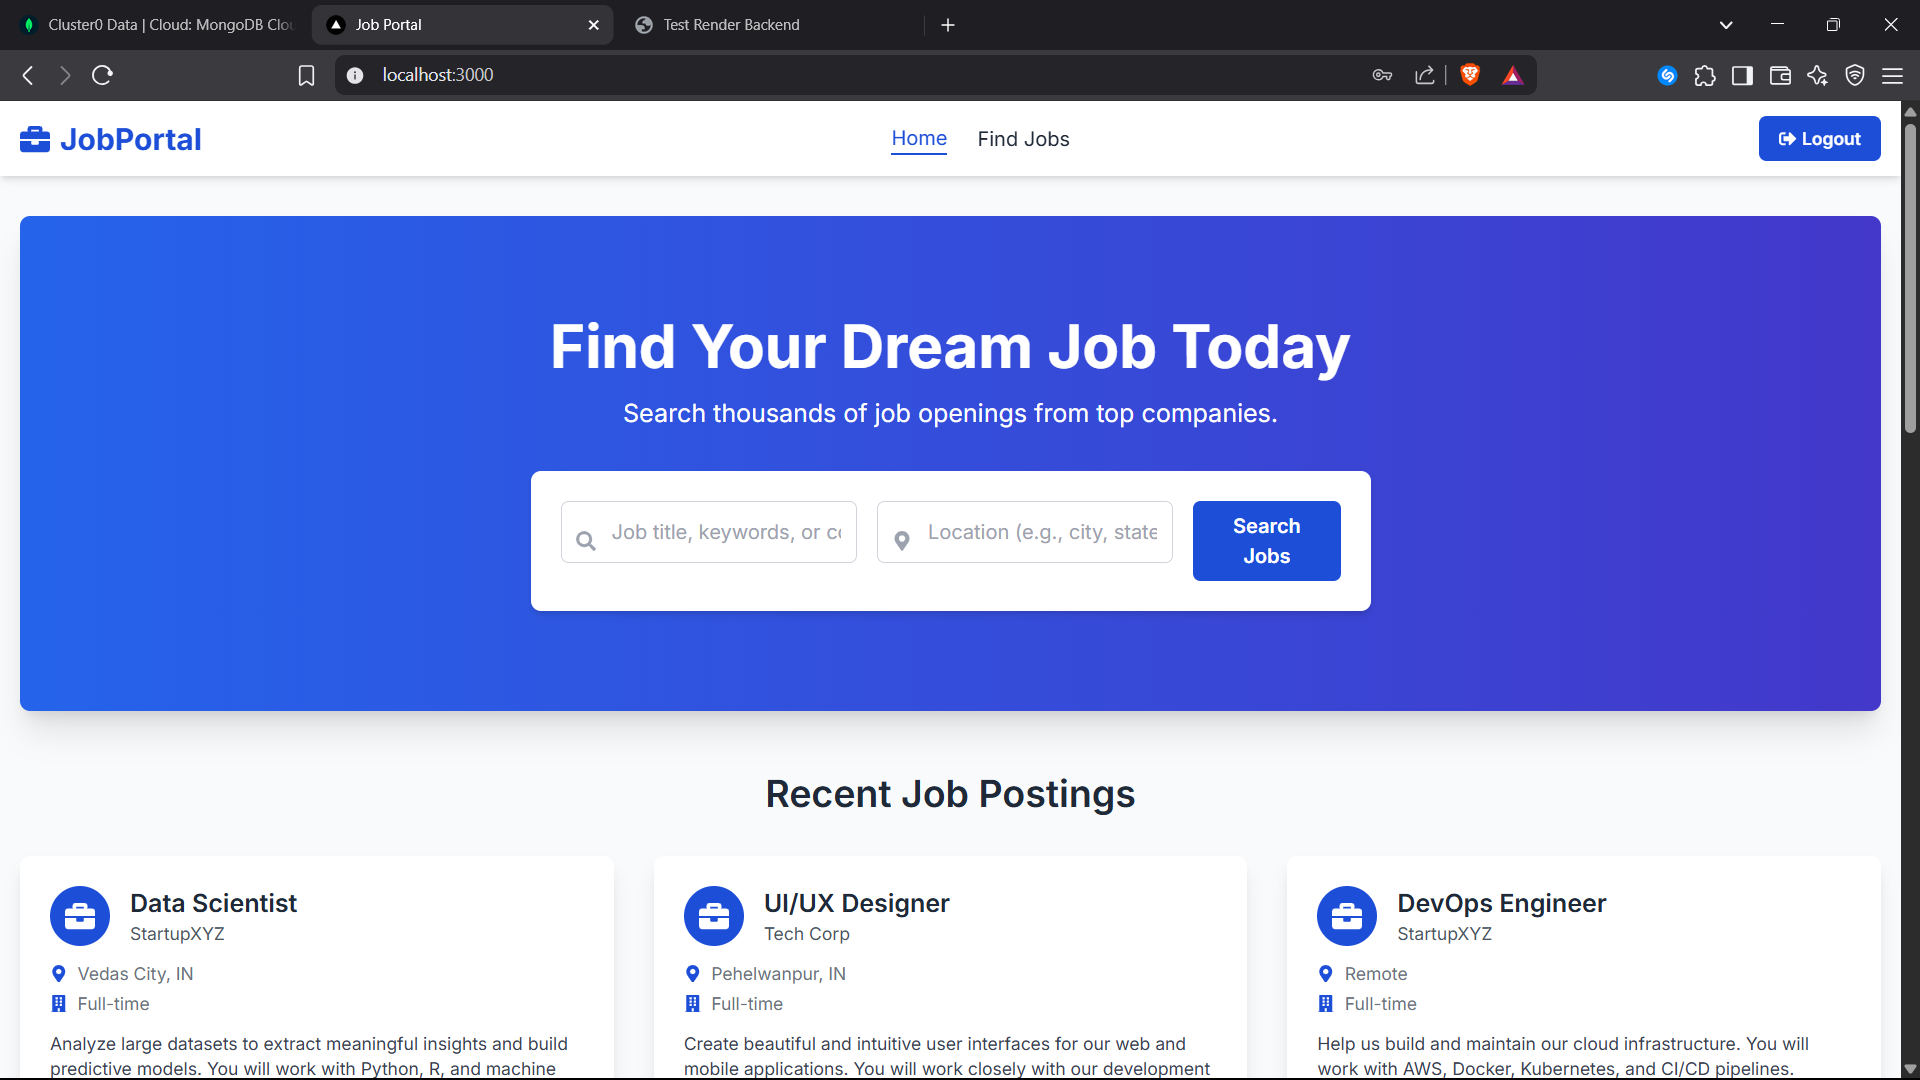 Cluster0 Data | Cloud: MongoDB Clou
Job Portal
Test Render Backend
localhost:3000
JobPortal
Home
Find Jobs
Logout
Find Your Dream Job Today
Search thousands of job openings from top companies.
Job title, keywords, or co
Location (e.g., city, state
Search
Jobs
Recent Job Postings
Data Scientist
StartupXYZ
Vedas City, IN
Full-time
Analyze large datasets to extract meaningful insights and build
predictive models. You will work with Python, R, and machine
UI/UX Designer
Tech Corp
Pehelwanpur, IN
Full-time
Create beautiful and intuitive user interfaces for our web and
mobile applications. You will work closely with our development
DevOps Engineer
StartupXYZ
Remote
Full-time
Help us build and maintain our cloud infrastructure. You will
work with AWS, Docker, Kubernetes, and CI/CD pipelines.